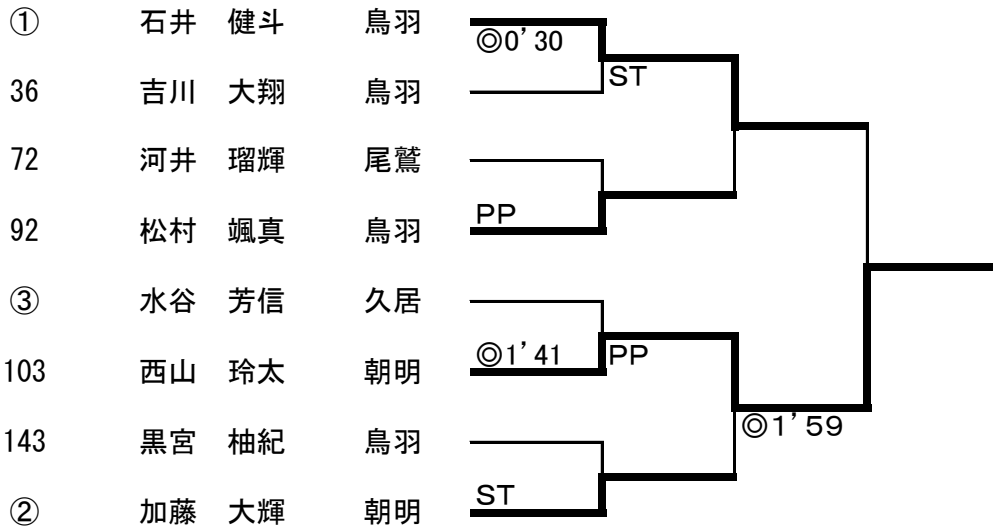 ① 石井 健斗 鳥羽
◎0'30
ST
36 吉川 大翔 鳥羽
72 河井 瑠輝 尾鷲
PP
92 松村 颯真 鳥羽
③ 水谷 芳信 久居
◎1'41 PP
103 西山 玲太 朝明
◎1'59
143 黒宮 柚紀 鳥羽
ST
② 加藤 大輝 朝明